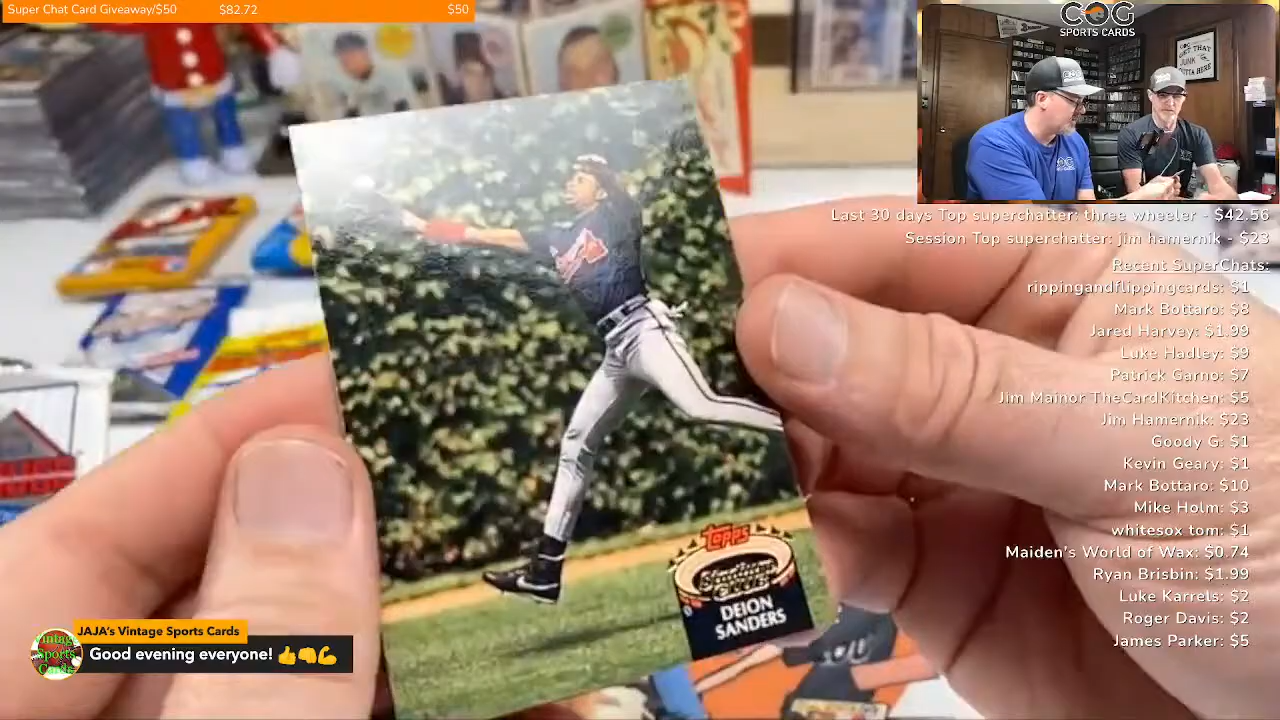 Super Chat Card Giveaway/$50 $82.72 $50
COG
SPORTS CARDS
Last 30 days Top superchatter: three wheeler - $42.56
Session Top superchatter: jim hamernik - $23
Recent SuperChats:
rippingandflippingcards: $1
Mark Bottaro: $8
Jared Harvey: $1.99
Luke Hadley: $9
Patrick Garno: $7
Jim Mainor TheCardKitchen: $5
Jim Hamernik: $23
Goody G: $1
Kevin Geary: $1
Mark Bottaro: $10
Mike Holm: $3
whitesox tom: $1
Maiden's World of Wax: $0.74
Ryan Brisbin: $1.99
Luke Karrels: $2
Roger Davis: $2
James Parker: $5
topps
Stadium
CLUB
DEION
SANDERS
JAJA's Vintage Sports Cards
Good evening everyone! 👍👊💪
Vintage
Sports
Cards